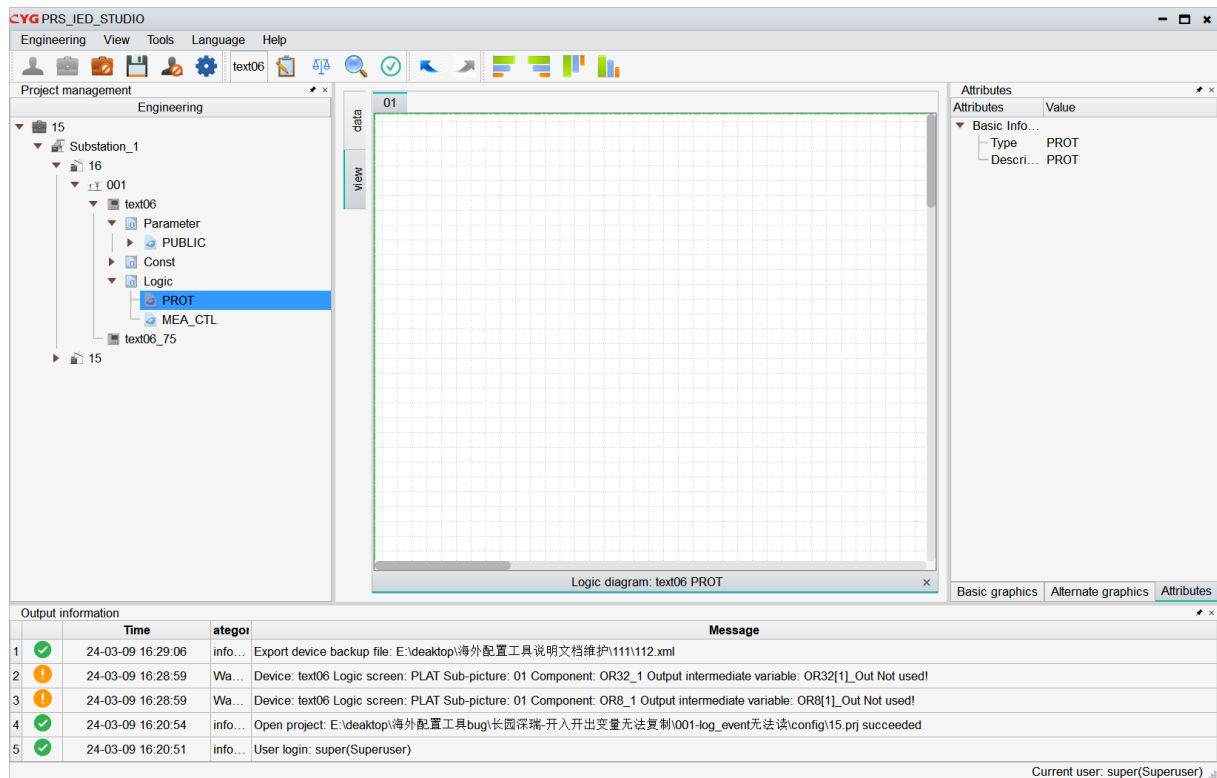 CYG PRS_IED_STUDIO
Engineering View Tools Language Help
text06
Project management
Engineering
15
Substation_1
16
001
text06
Parameter
PUBLIC
Const
Logic
PROT
MEA_CTL
text06_75
15
data
view
01
Logic diagram: text06 PROT
Attributes
Attributes Value
Basic Info...
Type PROT
Descri... PROT
Basic graphics Alternate graphics Attributes
Output information
Time ategor Message
1 24-03-09 16:29:06 info... Export device backup file: E:\deaktop\海外配置工具说明文档维护\111\112.xml
2 24-03-09 16:28:59 Wa... Device: text06 Logic screen: PLAT Sub-picture: 01 Component: OR32_1 Output intermediate variable: OR32[1]_Out Not used!
3 24-03-09 16:28:59 Wa... Device: text06 Logic screen: PLAT Sub-picture: 01 Component: OR8_1 Output intermediate variable: OR8[1]_Out Not used!
4 24-03-09 16:20:54 info... Open project: E:\deaktop\海外配置工具bug\长园深瑞-开入开出变量无法复制\001-log_event无法读\config\15.prj succeeded
5 24-03-09 16:20:51 info... User login: super(Superuser)
Current user: super(Superuser)